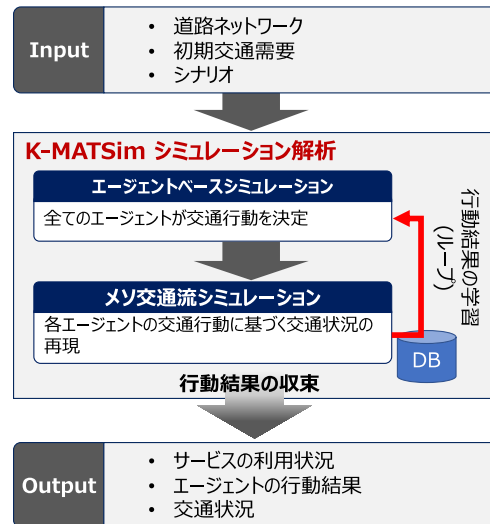 Input
• 道路ネットワーク
• 初期交通需要
• シナリオ
K-MATSim シミュレーション解析
エージェントベースシミュレーション
全てのエージェントが交通行動を決定
メソ交通流シミュレーション
各エージェントの交通行動に基づく交通状況の
再現
行動結果の学習
(ループ)
DB
行動結果の収束
Output
• サービスの利用状況
• エージェントの行動結果
• 交通状況